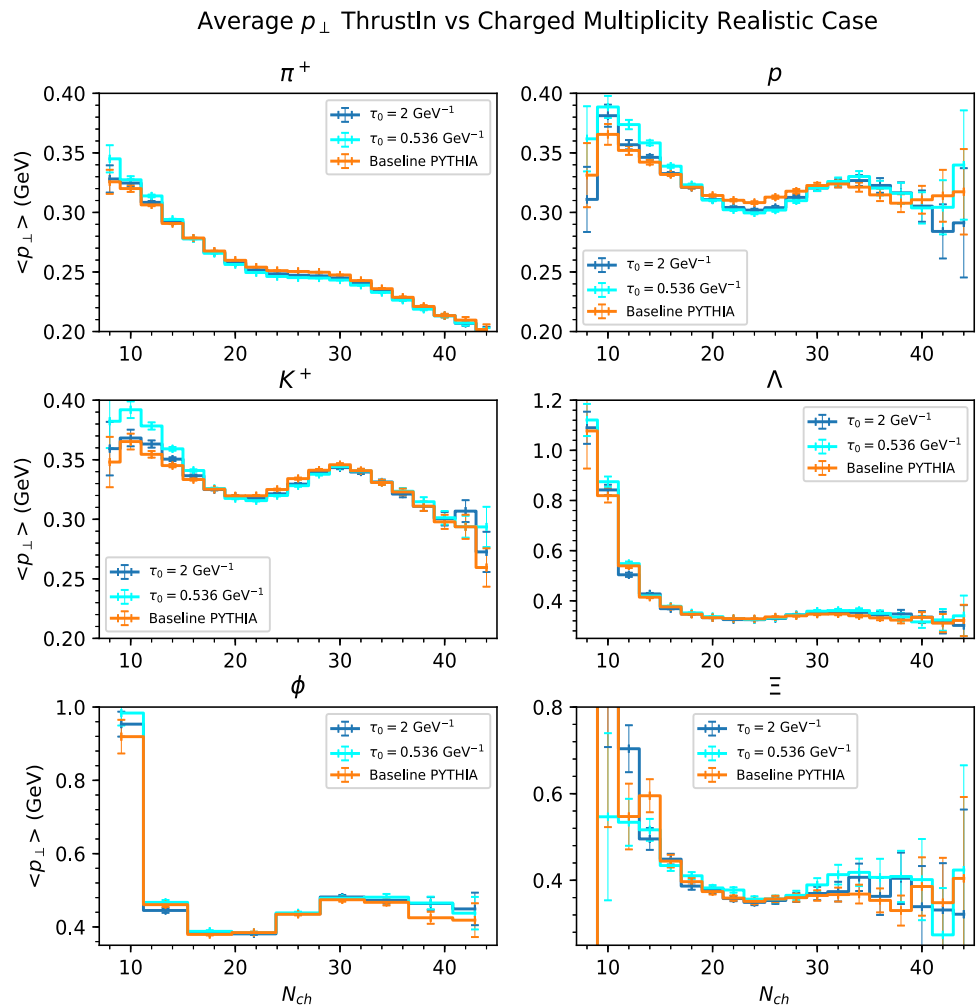 Average p⊥ ThrustIn vs Charged Multiplicity Realistic Case
π⁺
<p⊥> (GeV)
0.40
0.35
0.30
0.25
0.20
10 20 30 40
τ₀ = 2 GeV⁻¹
τ₀ = 0.536 GeV⁻¹
Baseline PYTHIA
p
0.40
0.35
0.30
0.25
0.20
10 20 30 40
τ₀ = 2 GeV⁻¹
τ₀ = 0.536 GeV⁻¹
Baseline PYTHIA
K⁺
<p⊥> (GeV)
0.40
0.35
0.30
0.25
0.20
10 20 30 40
τ₀ = 2 GeV⁻¹
τ₀ = 0.536 GeV⁻¹
Baseline PYTHIA
Λ
1.2
1.0
0.8
0.6
0.4
10 20 30 40
τ₀ = 2 GeV⁻¹
τ₀ = 0.536 GeV⁻¹
Baseline PYTHIA
ϕ
<p⊥> (GeV)
1.0
0.8
0.6
0.4
10 20 30 40
τ₀ = 2 GeV⁻¹
τ₀ = 0.536 GeV⁻¹
Baseline PYTHIA
N_ch
Ξ
0.8
0.6
0.4
10 20 30 40
τ₀ = 2 GeV⁻¹
τ₀ = 0.536 GeV⁻¹
Baseline PYTHIA
N_ch